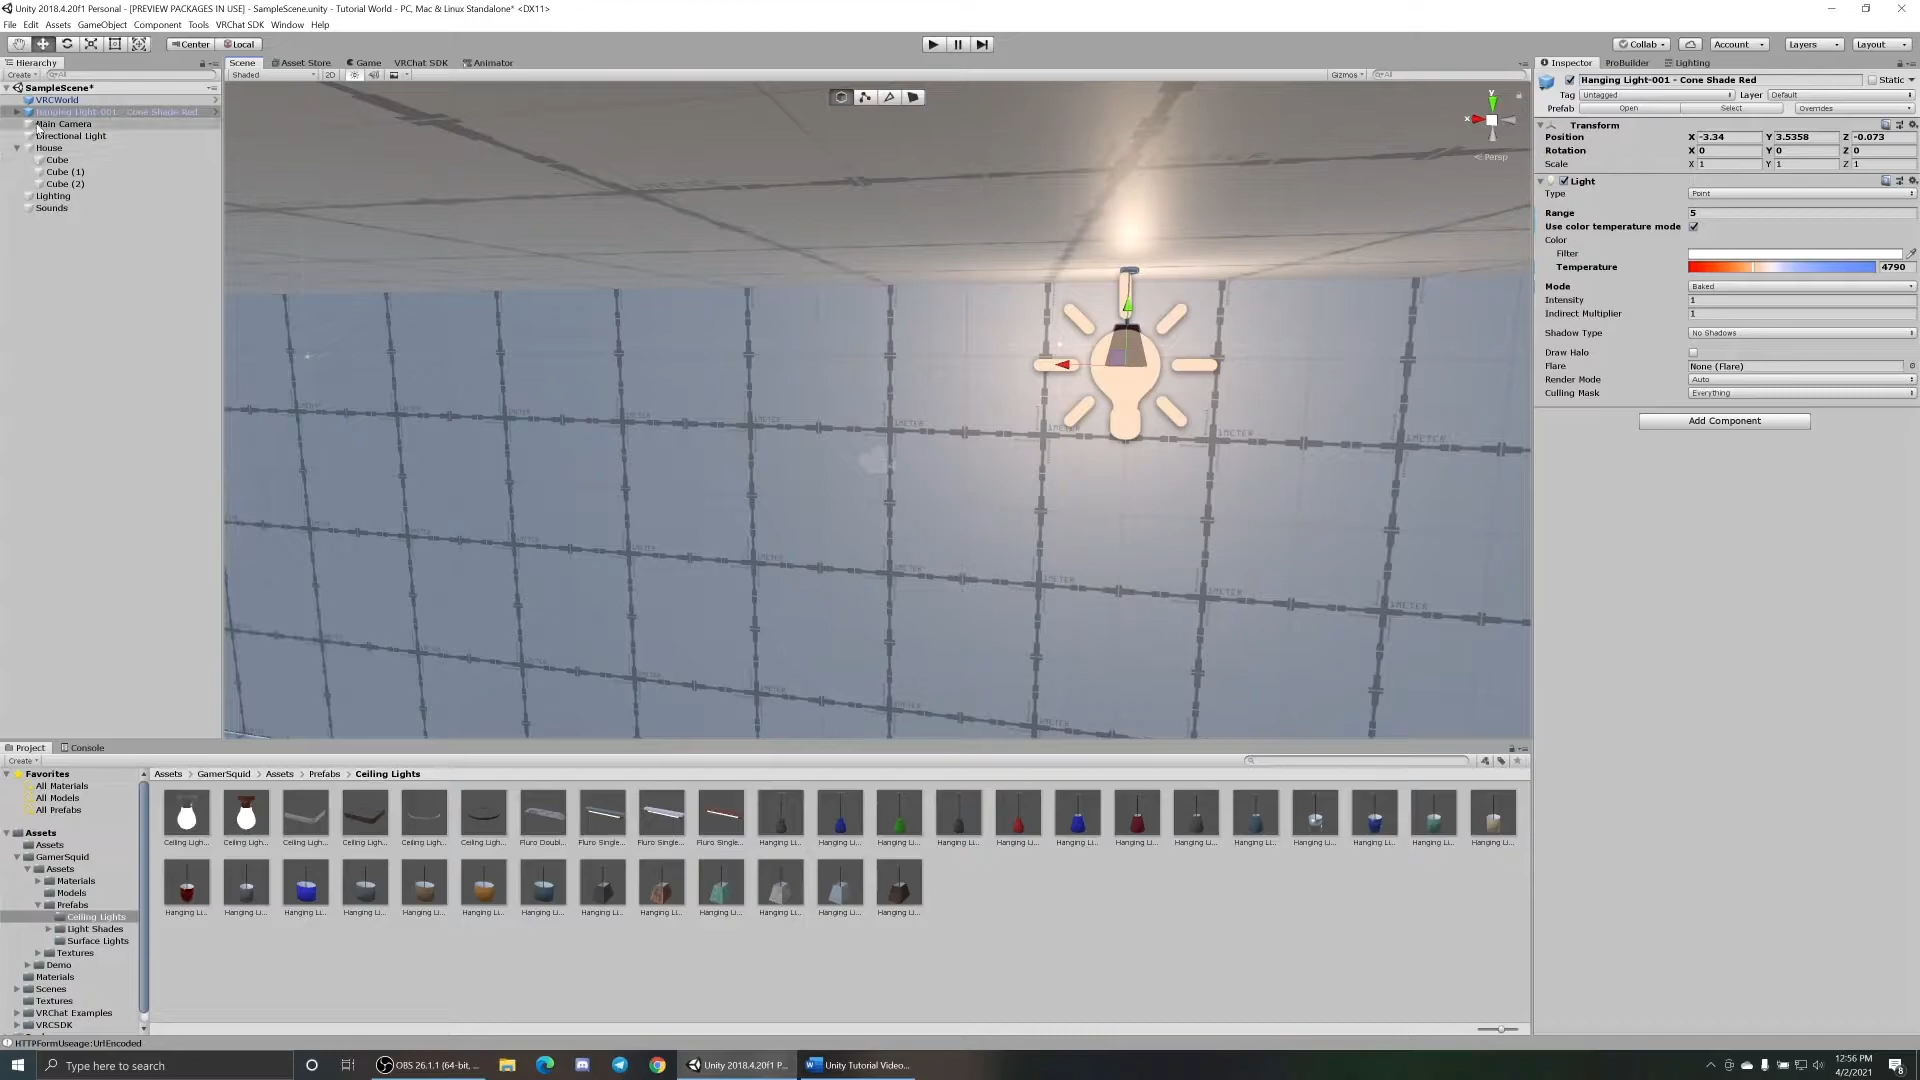 Unity 2018.4.20f1 Personal - [PREVIEW PACKAGES IN USE] - SampleScene.unity - Tutorial World - PC, Mac & Linux Standalone* <DX11>
File Edit Assets GameObject Component Tools VRChat SDK Window Help
Center Local Collab Account Layers Layout
Hierarchy Scene Asset Store Game VRChat SDK Animator Inspector ProBuilder Lighting
Create All Shaded 2D Gizmos All
SampleScene*
VRCWorld
Hanging Light-001 - Cone Shade Red
Main Camera
Directional Light
House
Cube
Cube (1)
Cube (2)
Lighting
Sounds
y
x
Persp
1METER 1METER 1METER
Hanging Light-001 - Cone Shade Red Static
Tag Untagged Layer Default
Prefab Open Select Overrides
Transform
Position X -3.34 Y 3.5358 Z -0.073
Rotation X 0 Y 0 Z 0
Scale X 1 Y 1 Z 1
Light
Type Point
Range 5
Use color temperature mode
Color
Filter
Temperature 4790
Mode Baked
Intensity 1
Indirect Multiplier 1
Shadow Type No Shadows
Draw Halo
Flare None (Flare)
Render Mode Auto
Culling Mask Everything
Add Component
Project Console
Create
Favorites
All Materials
All Models
All Prefabs
Assets
Assets
GamerSquid
Assets
Materials
Models
Prefabs
Ceiling Lights
Light Shades
Surface Lights
Textures
Demo
Materials
Scenes
Textures
VRChat Examples
VRCSDK
Assets > GamerSquid > Assets > Prefabs > Ceiling Lights
Ceiling Ligh... Ceiling Ligh... Ceiling Ligh... Ceiling Ligh... Ceiling Ligh... Ceiling Ligh... Fluro Doubl... Fluro Single... Fluro Single... Fluro Single... Hanging Li... Hanging Li... Hanging Li... Hanging Li... Hanging Li... Hanging Li... Hanging Li... Hanging Li... Hanging Li... Hanging Li... Hanging Li... Hanging Li... Hanging Li...
Hanging Li... Hanging Li... Hanging Li... Hanging Li... Hanging Li... Hanging Li... Hanging Li... Hanging Li... Hanging Li... Hanging Li... Hanging Li... Hanging Li... Hanging Li...
HTTPFormUseage:UrlEncoded
Type here to search OBS 26.1.1 (64-bit, ... Unity 2018.4.20f1 P... Unity Tutorial Video... 12:56 PM
4/2/2021
8